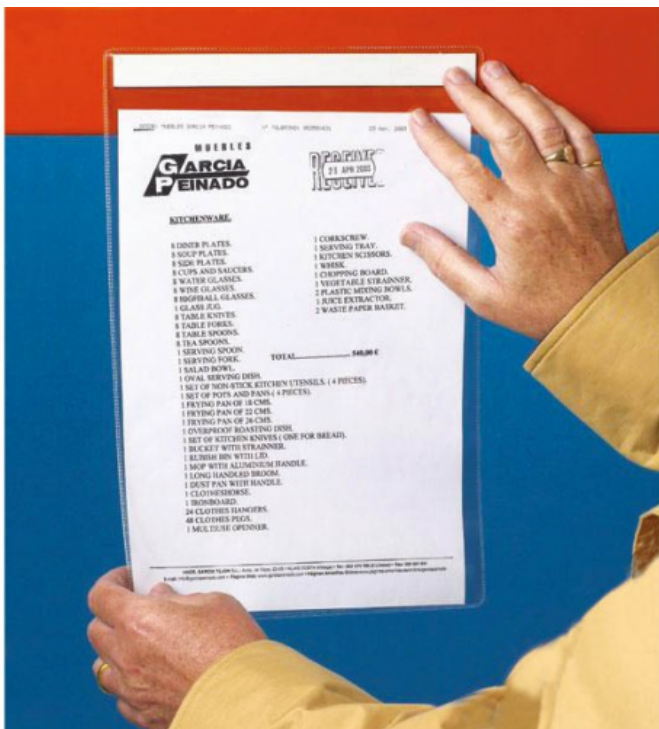 MUEBLES GARCIA PEINADO
MUEBLES
GARCIA
PEINADO
RECEIVED
23 APR 2003
KITCHENWARE.
8 DINER PLATES.
8 SOUP PLATES.
8 SIDE PLATES.
8 CUPS AND SAUCERS.
8 WATER GLASSES.
8 WINE GLASSES.
8 HIGHBALL GLASSES.
1 GLASS JUG.
8 TABLE KNIVES.
8 TABLE FORKS.
8 TABLE SPOONS.
8 TEA SPOONS.
1 SERVING SPOON.
1 SERVING FORK.
1 SALAD BOWL.
1 OVAL SERVING DISH.
1 SET OF NON-STICK KITCHEN UTENSILS. ( 4 PIECES).
1 SET OF POTS AND PANS ( 4 PIECES).
1 FRYING PAN OF 18 CMS.
1 FRYING PAN OF 22 CMS.
1 FRYING PAN OF 26 CMS.
1 OVERPROOF ROASTING DISH.
1 SET OF KITCHEN KNIVES ( ONE FOR BREAD).
1 BUCKET WITH STRAINNER.
1 RUBISH BIN WITH LID.
1 MOP WITH ALUMINIUM HANDLE.
1 LONG HANDLED BROOM.
1 DUST PAN WITH HANDLE.
1 CLOTHESHORSE.
1 IRONBOARD.
24 CLOTHES HANGERS.
48 CLOTHES PEGS.
1 MULTIUSE OPENNER.
1 CORKSCREW.
1 SERVING TRAY.
1 KITCHEN SCISSORS.
1 WHISK.
1 CHOPPING BOARD.
1 VEGETABLE STRAINNER.
2 PLASTIC MIXING BOWLS.
1 JUICE EXTRACTOR.
2 WASTE PAPER BASKET.
TOTAL.......................... 540,00 €